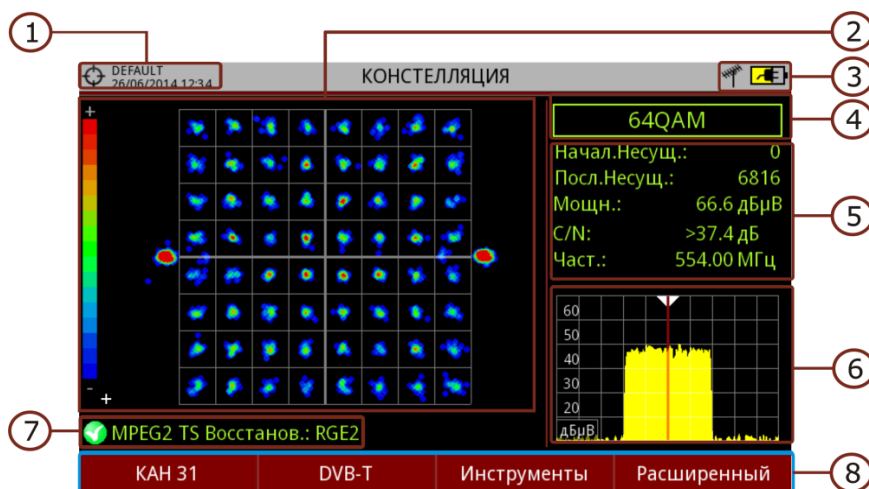 1
2
DEFAULT
26/06/2014 12:34
КОНСТЕЛЛЯЦИЯ
3
+
64QAM
4
Начал.Несущ.: 0
Посл.Несущ.: 6816
Мощн.: 66.6 дБµВ
C/N: >37.4 дБ
Част.: 554.00 МГц
5
60
50
40
30
20
дБµВ
6
- +
7
MPEG2 TS Восстанов.: RGE2
КАН 31 DVB-T Инструменты Расширенный
8